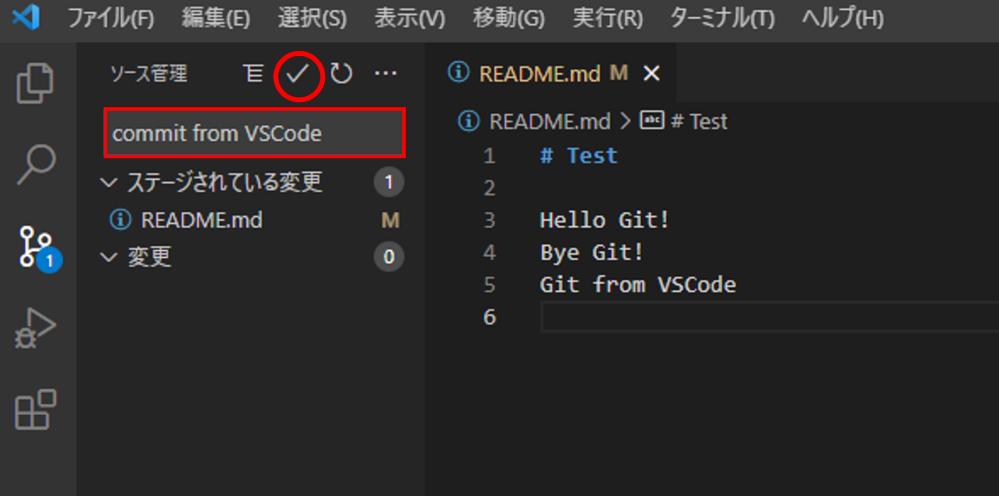 ファイル(F) 編集(E) 選択(S) 表示(V) 移動(G) 実行(R) ターミナル(T) ヘルプ(H)
ソース管理
commit from VSCode
ステージされている変更 1
README.md M
変更 0
1
README.md M
README.md > abc # Test
1 # Test
2
3 Hello Git!
4 Bye Git!
5 Git from VSCode
6